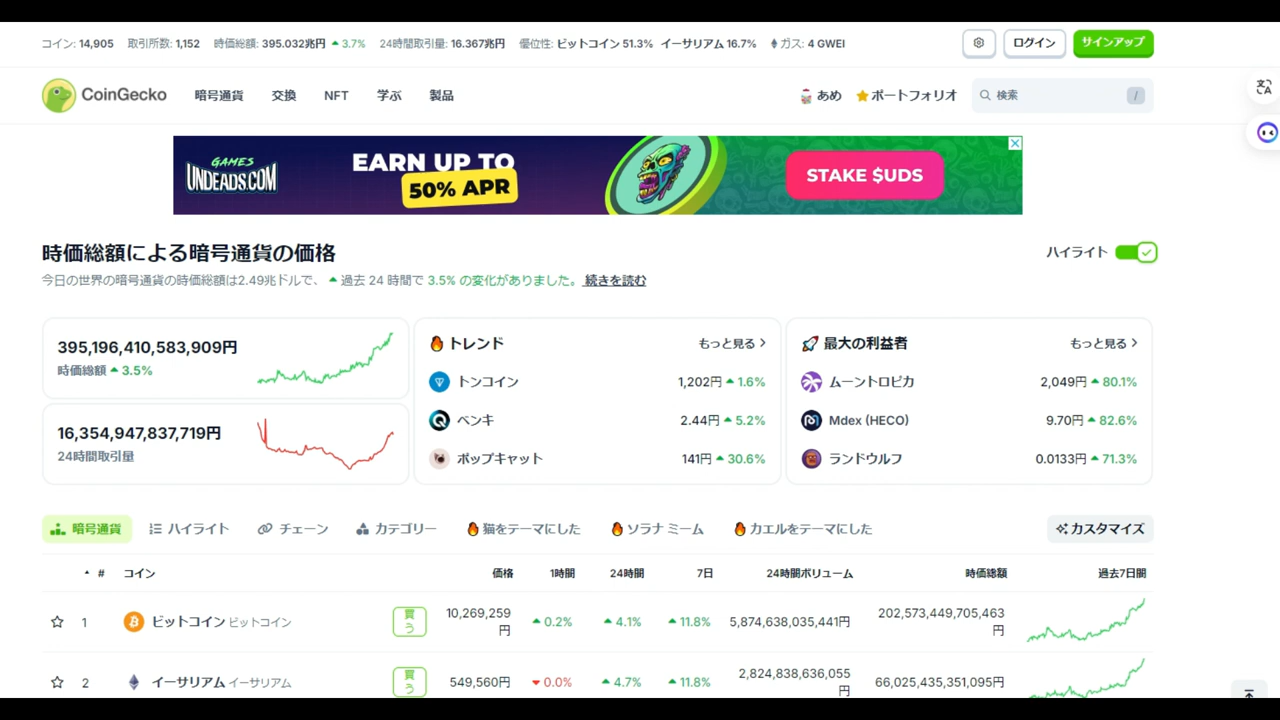 コイン: 14,905 取引所数: 1,152 時価総額: 395.032兆円 3.7% 24時間取引量: 16.367兆円 優位性: ビットコイン 51.3% イーサリアム 16.7% ガス: 4 GWEI ログイン サインアップ
CoinGecko 暗号通貨 交換 NFT 学ぶ 製品 あめ ポートフォリオ 検索 /
GAMES
UNDEADS.COM
EARN UP TO
50% APR
STAKE $UDS
時価総額による暗号通貨の価格 ハイライト
今日の世界の暗号通貨の時価総額は2.49兆ドルで、 過去 24 時間で 3.5% の変化がありました。 続きを読む
395,196,410,583,909円
時価総額 3.5%
16,354,947,837,719円
24時間取引量
トレンド もっと見る
トンコイン 1,202円 1.6%
ベンキ 2.44円 5.2%
ポップキャット 141円 30.6%
最大の利益者 もっと見る
ムーントロピカ 2,049円 80.1%
Mdex (HECO) 9.70円 82.6%
ランドウルフ 0.0133円 71.3%
暗号通貨 ハイライト チェーン カテゴリー 猫をテーマにした ソラナ ミーム カエルをテーマにした カスタマイズ
# コイン 価格 1時間 24時間 7日 24時間ボリューム 時価総額 過去7日間
1 ビットコイン ビットコイン 買う 10,269,259円 0.2% 4.1% 11.8% 5,874,638,035,441円 202,573,449,705,463円
2 イーサリアム イーサリアム 買う 549,560円 0.0% 4.7% 11.8% 2,824,838,636,055円 66,025,435,351,095円